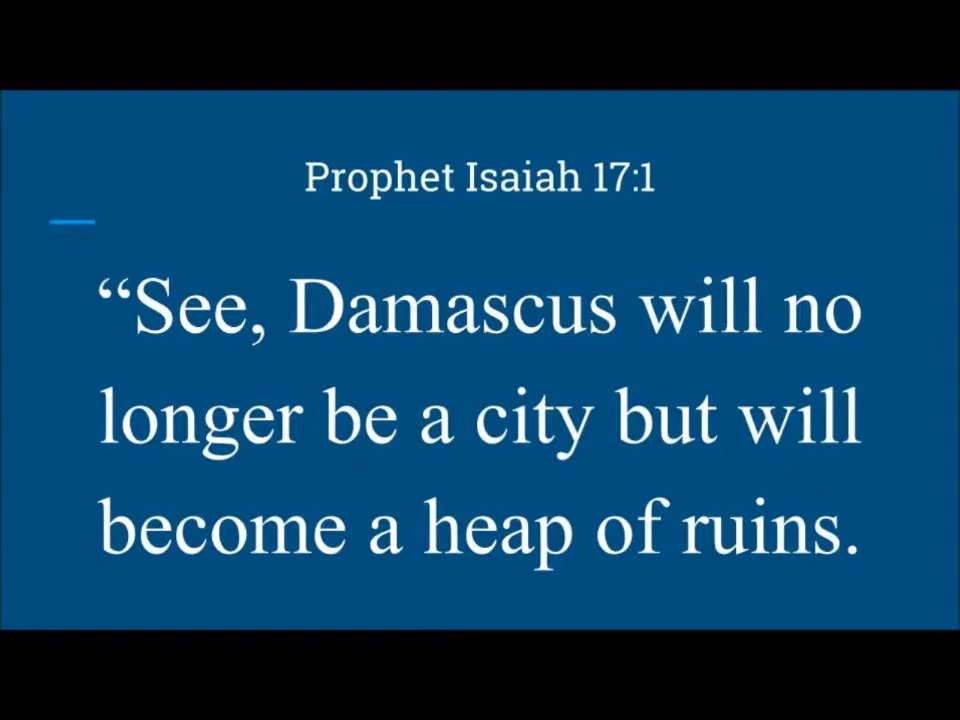 Prophet Isaiah 17:1
“See, Damascus will no
longer be a city but will
become a heap of ruins.